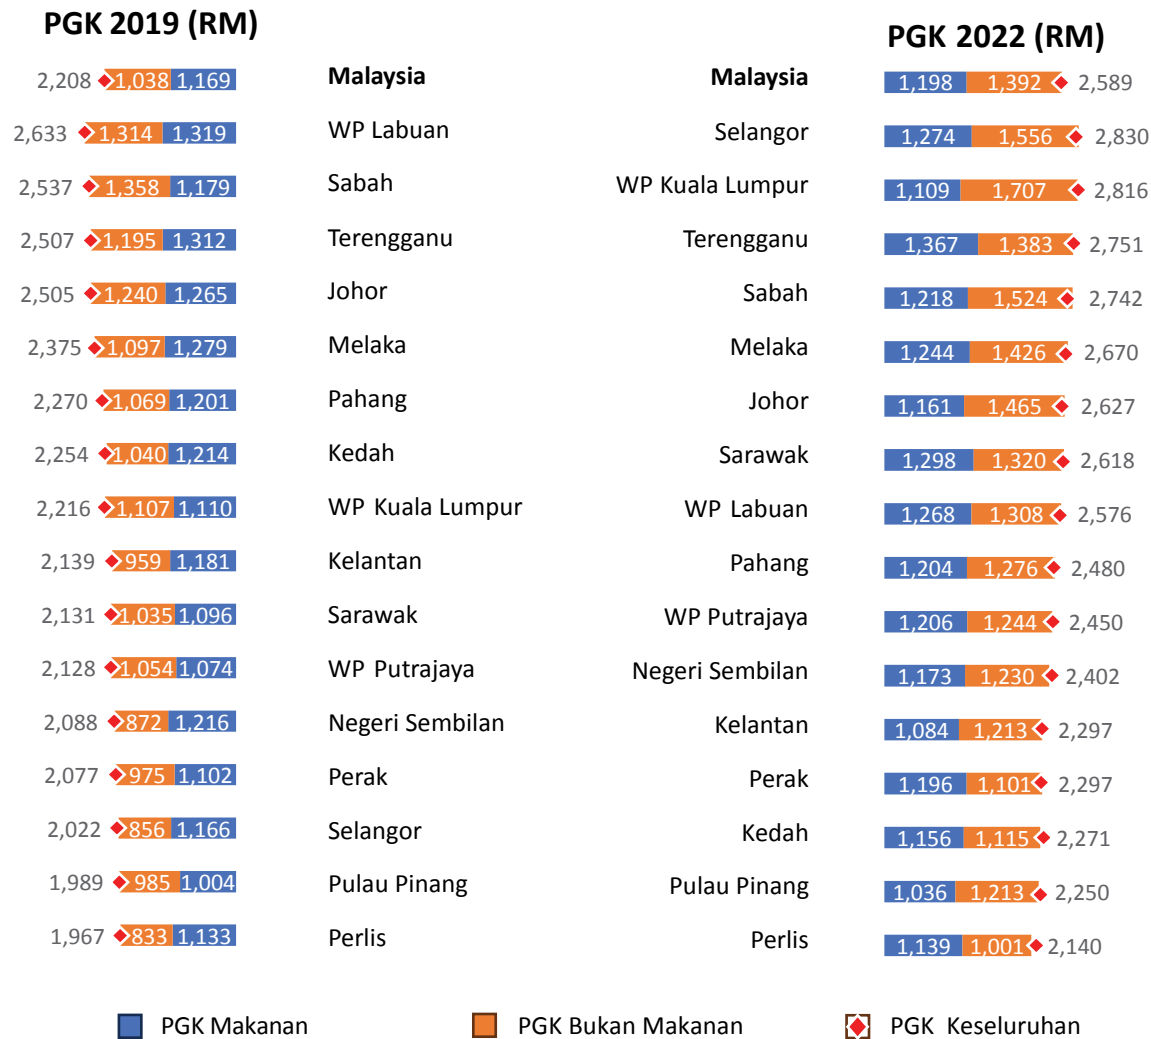 PGK 2019 (RM)
PGK 2022 (RM)
2,208 1,038 1,169 Malaysia Malaysia 1,198 1,392 2,589
2,633 1,314 1,319 WP Labuan Selangor 1,274 1,556 2,830
2,537 1,358 1,179 Sabah WP Kuala Lumpur 1,109 1,707 2,816
2,507 1,195 1,312 Terengganu Terengganu 1,367 1,383 2,751
2,505 1,240 1,265 Johor Sabah 1,218 1,524 2,742
2,375 1,097 1,279 Melaka Melaka 1,244 1,426 2,670
2,270 1,069 1,201 Pahang Johor 1,161 1,465 2,627
2,254 1,040 1,214 Kedah Sarawak 1,298 1,320 2,618
2,216 1,107 1,110 WP Kuala Lumpur WP Labuan 1,268 1,308 2,576
2,139 959 1,181 Kelantan Pahang 1,204 1,276 2,480
2,131 1,035 1,096 Sarawak WP Putrajaya 1,206 1,244 2,450
2,128 1,054 1,074 WP Putrajaya Negeri Sembilan 1,173 1,230 2,402
2,088 872 1,216 Negeri Sembilan Kelantan 1,084 1,213 2,297
2,077 975 1,102 Perak Perak 1,196 1,101 2,297
2,022 856 1,166 Selangor Kedah 1,156 1,115 2,271
1,989 985 1,004 Pulau Pinang Pulau Pinang 1,036 1,213 2,250
1,967 833 1,133 Perlis Perlis 1,139 1,001 2,140
PGK Makanan PGK Bukan Makanan PGK Keseluruhan